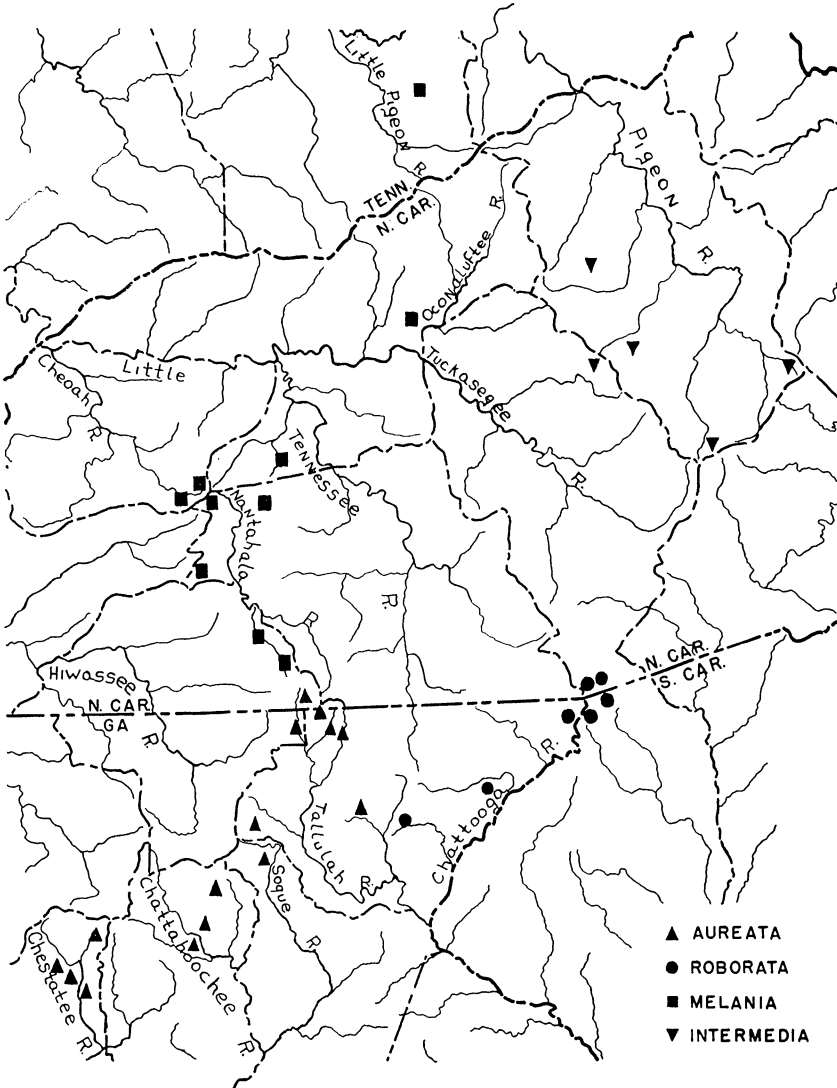 Little Pigeon R.
Pigeon R.
TENN.
N. CAR.
Oconaluftee R.
Cheoah R.
Little
Tennessee
R.
Tuckasegee R.
Nantahala R.
Hiwassee R.
N. CAR.
GA
N. CAR.
S. CAR.
Chattooga R.
Tallulah R.
Soque R.
Chattahoochee R.
Chestatee R.
▲ AUREATA
● ROBORATA
■ MELANIA
▼ INTERMEDIA